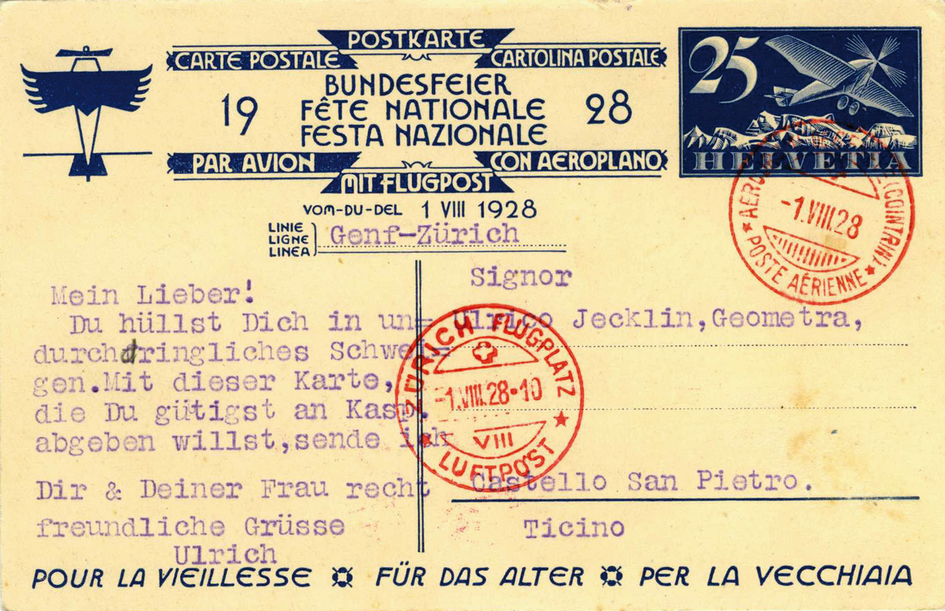 POSTKARTE
CARTE POSTALE CARTOLINA POSTALE
BUNDESFEIER
19 FÊTE NATIONALE 28
FESTA NAZIONALE
PAR AVION CON AEROPLANO
MIT FLUGPOST
25
HELVETIA
VOM-DU-DEL 1 VIII 1928
LINIE
LIGNE
LINEA
Genf-Zürich
(COINTRIN)
-1.VIII.28
POSTE AÉRIENNE
Mein Lieber!
Du hüllst Dich in un-
durchdringliches Schwei-
gen.Mit dieser Karte,
die Du gütigst an Kasp.
abgeben willst,sende ich
Dir & Deiner Frau recht
freundliche Grüsse
Ulrich
Signor
Ulrico Jecklin,Geometra,
Castello San Pietro.
Ticino
ZÜRICH FLUGPLATZ
-1.VIII.28-10
VIII
LUFTPOST
POUR LA VIEILLESSE FÜR DAS ALTER PER LA VECCHIAIA